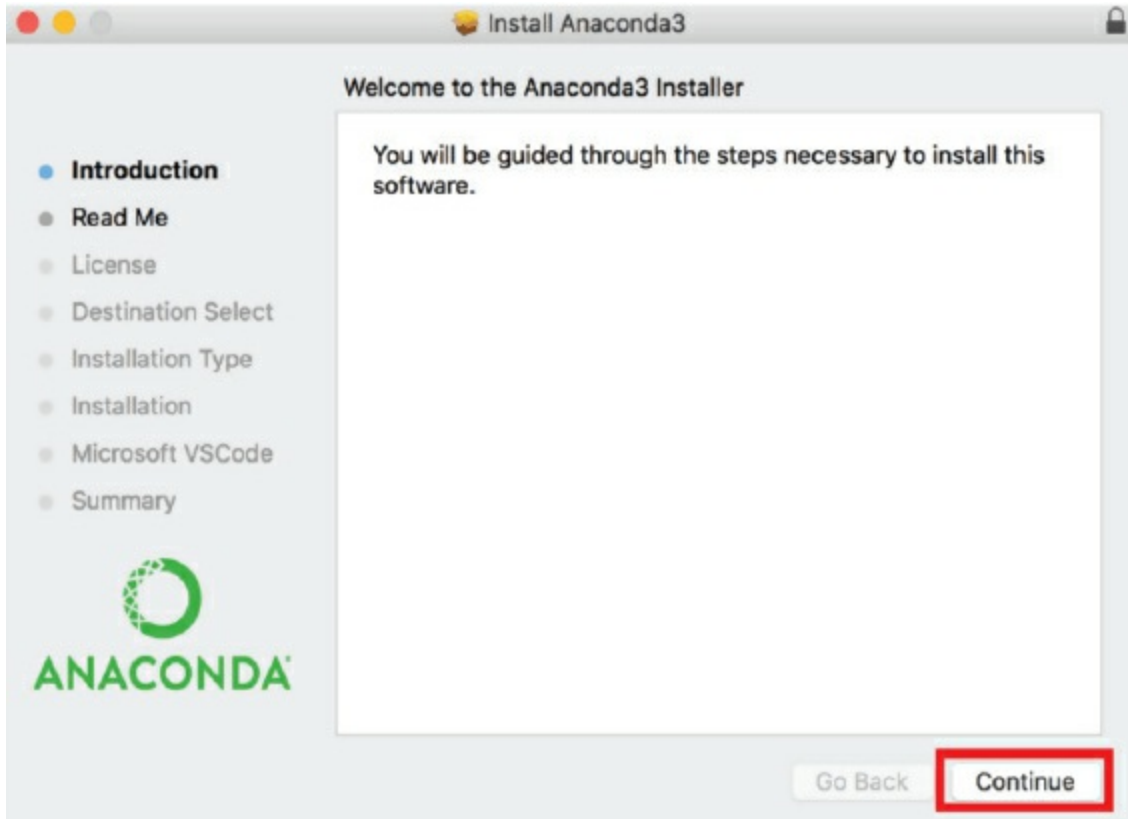 Install Anaconda3
Welcome to the Anaconda3 Installer
Introduction
Read Me
License
Destination Select
Installation Type
Installation
Microsoft VSCode
Summary
ANACONDA
You will be guided through the steps necessary to install this
software.
Go Back
Continue